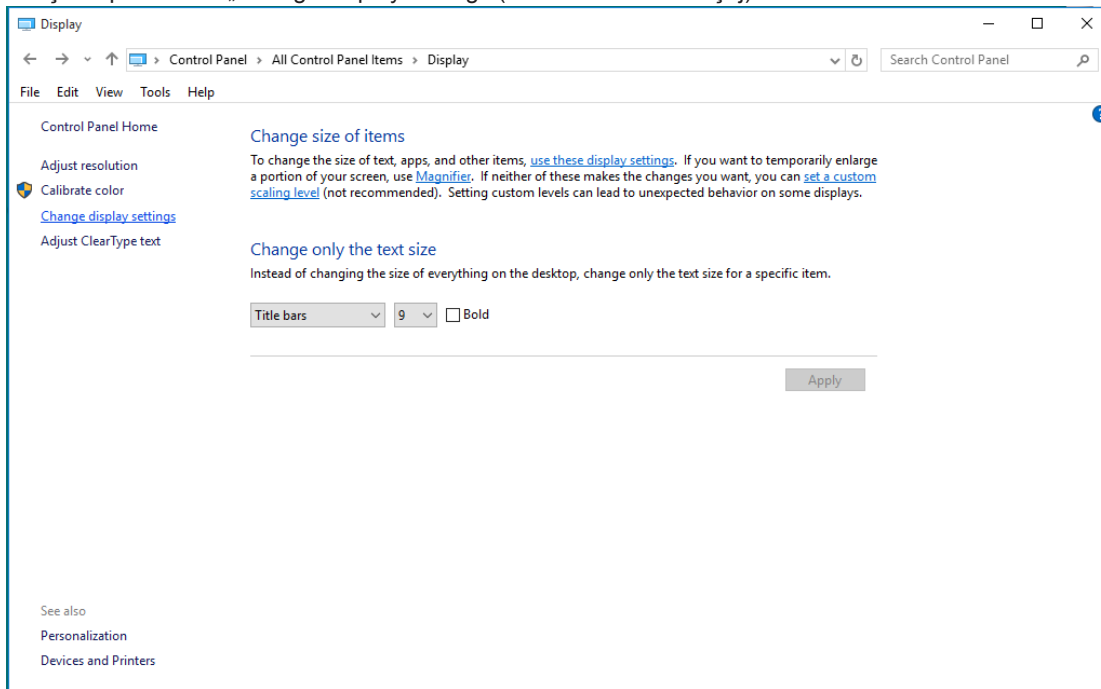 Display
Control Panel > All Control Panel Items > Display
Search Control Panel
File Edit View Tools Help
Control Panel Home
Adjust resolution
Calibrate color
Change display settings
Adjust ClearType text
Change size of items
To change the size of text, apps, and other items, use these display settings. If you want to temporarily enlarge
a portion of your screen, use Magnifier. If neither of these makes the changes you want, you can set a custom
scaling level (not recommended). Setting custom levels can lead to unexpected behavior on some displays.
Change only the text size
Instead of changing the size of everything on the desktop, change only the text size for a specific item.
Title bars 9 Bold
Apply
See also
Personalization
Devices and Printers